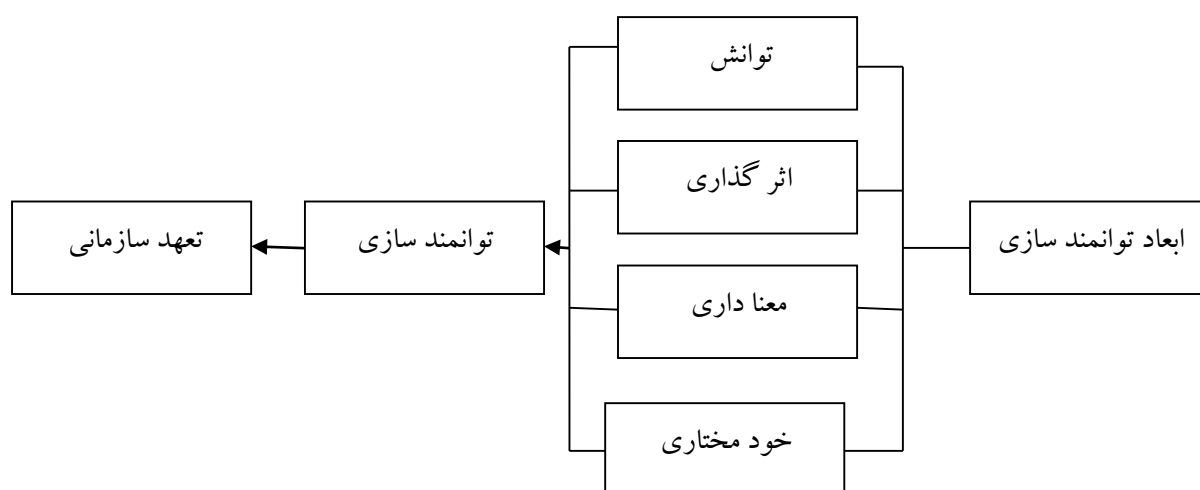 توانش
اثر گذاری
ابعاد توانمند سازی
توانمند سازی
تعهد سازمانی
معنا داری
خود مختاری